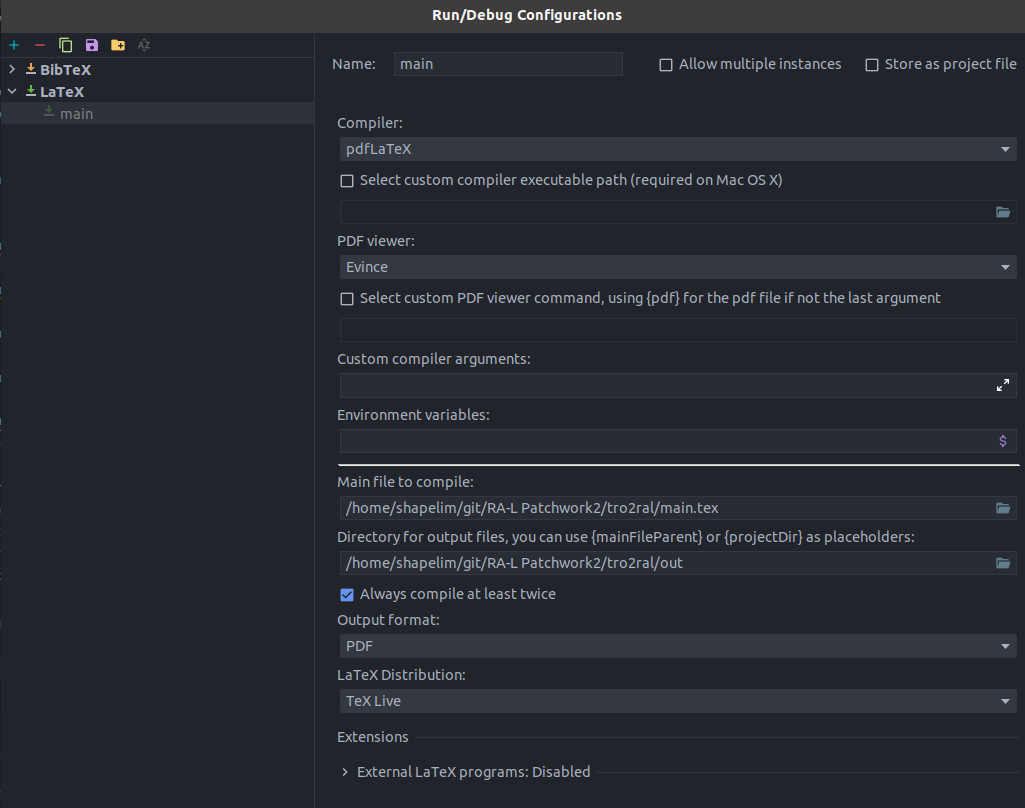 Run/Debug Configurations
BibTeX
LaTeX
main
Name: main
Allow multiple instances
Store as project file
Compiler:
pdfLaTeX
Select custom compiler executable path (required on Mac OS X)
PDF viewer:
Evince
Select custom PDF viewer command, using {pdf} for the pdf file if not the last argument
Custom compiler arguments:
Environment variables:
$
Main file to compile:
/home/shapelim/git/RA-L Patchwork2/tro2ral/main.tex
Directory for output files, you can use {mainFileParent} or {projectDir} as placeholders:
/home/shapelim/git/RA-L Patchwork2/tro2ral/out
Always compile at least twice
Output format:
PDF
LaTeX Distribution:
TeX Live
Extensions
External LaTeX programs: Disabled